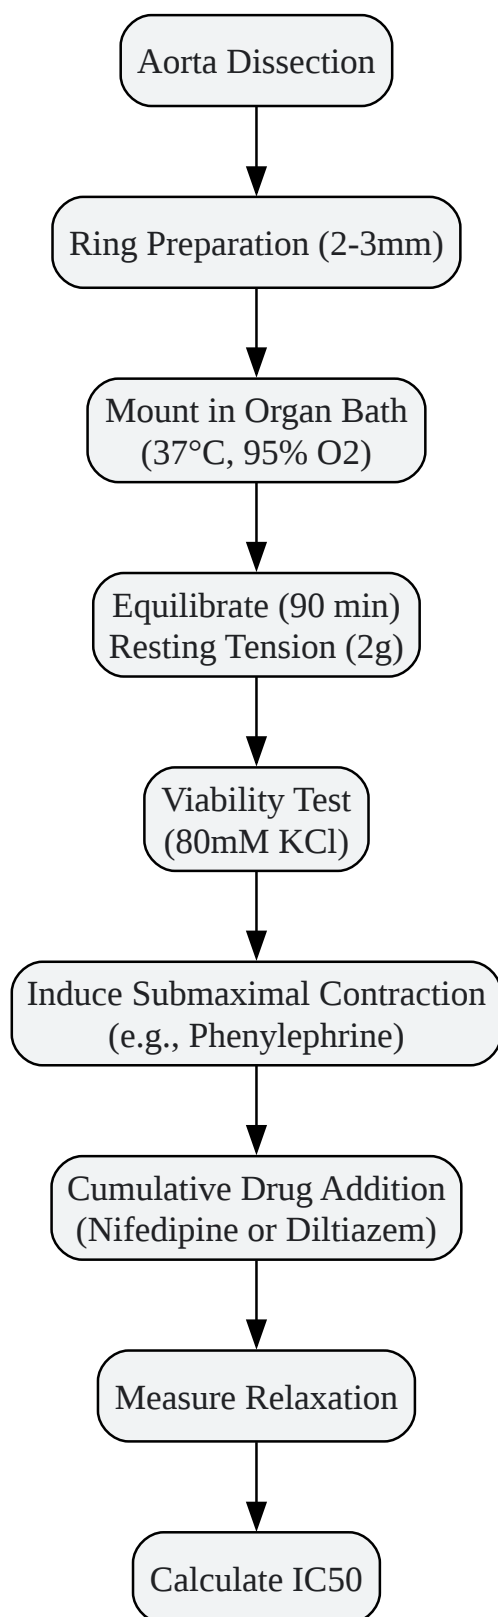 Aorta Dissection
Ring Preparation (2-3mm)
Mount in Organ Bath
(37°C, 95% O2)
Equilibrate (90 min)
Resting Tension (2g)
Viability Test
(80mM KCl)
Induce Submaximal Contraction
(e.g., Phenylephrine)
Cumulative Drug Addition
(Nifedipine or Diltiazem)
Measure Relaxation
Calculate IC50